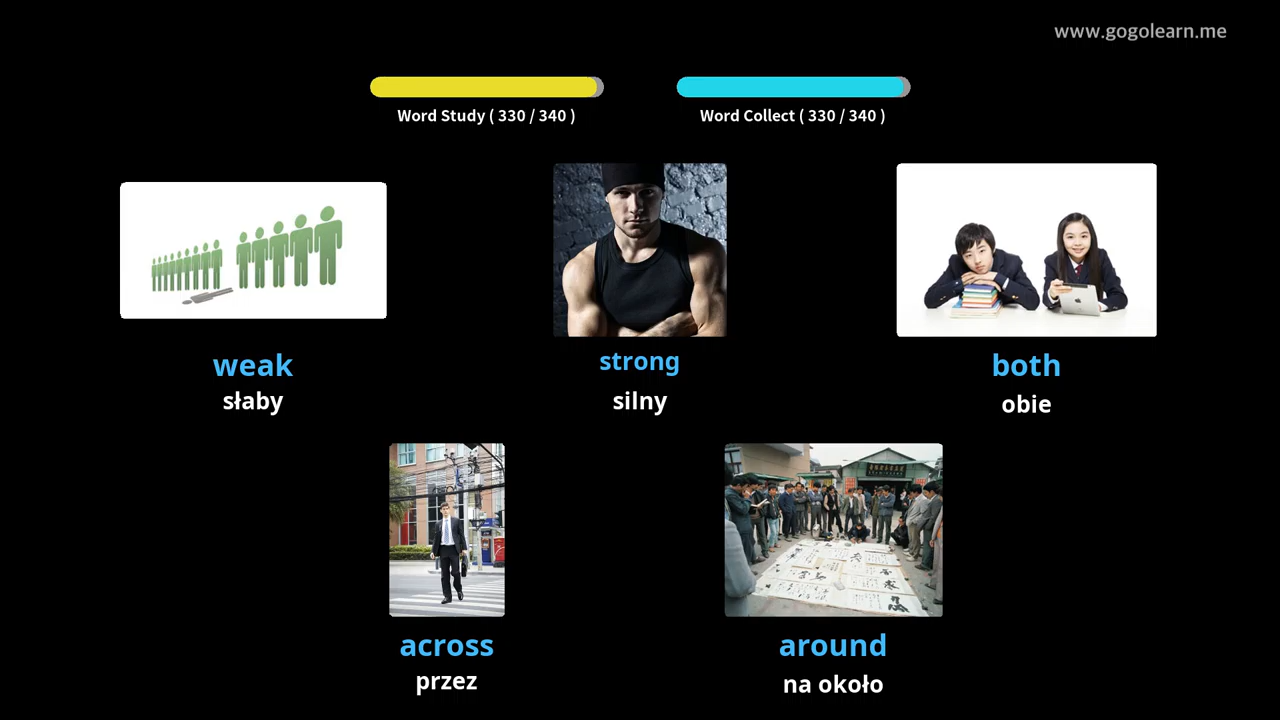 www.gogolearn.me
Word Study ( 330 / 340 )
Word Collect ( 330 / 340 )
weak
słaby
strong
silny
both
obie
across
przez
around
na około